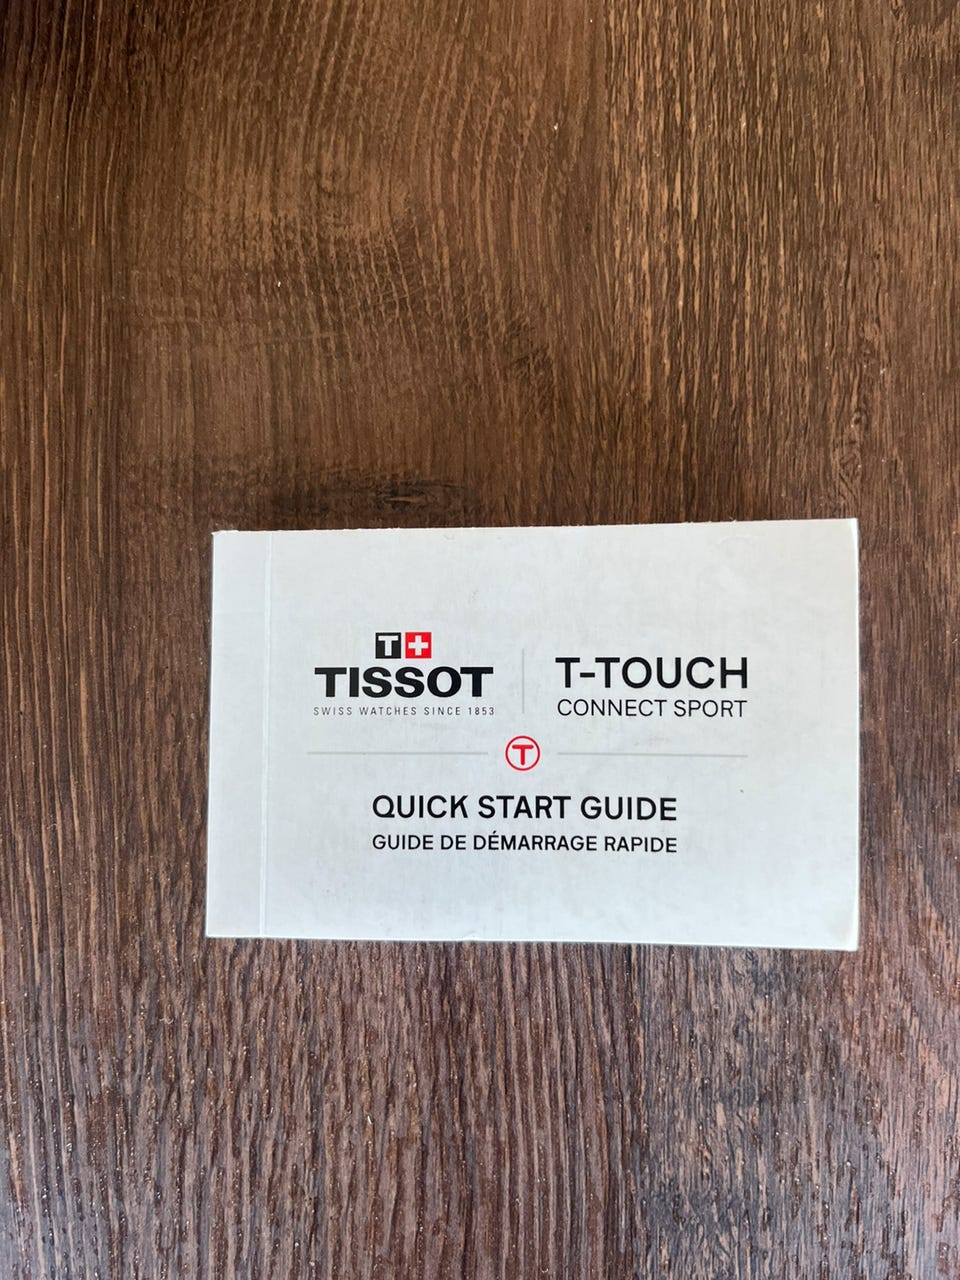 T+
TISSOT
SWISS WATCHES SINCE 1853
T-TOUCH
CONNECT SPORT
T
QUICK START GUIDE
GUIDE DE DÉMARRAGE RAPIDE